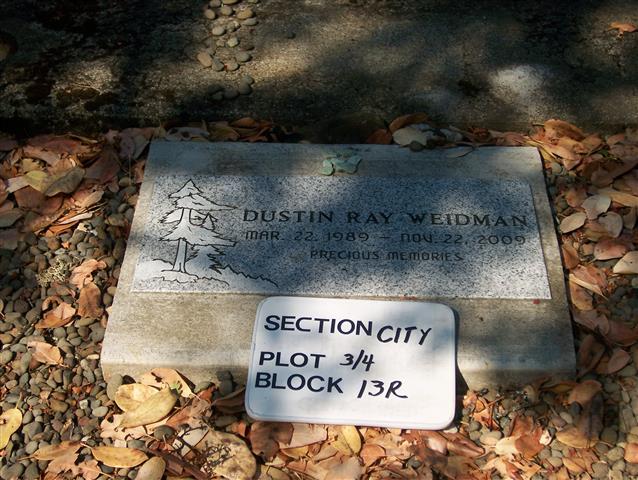 DUSTIN RAY WEIDMAN
MAR. 22, 1989 – NOV. 22, 2009
PRECIOUS MEMORIES
SECTION CITY
PLOT 3/4
BLOCK 13R